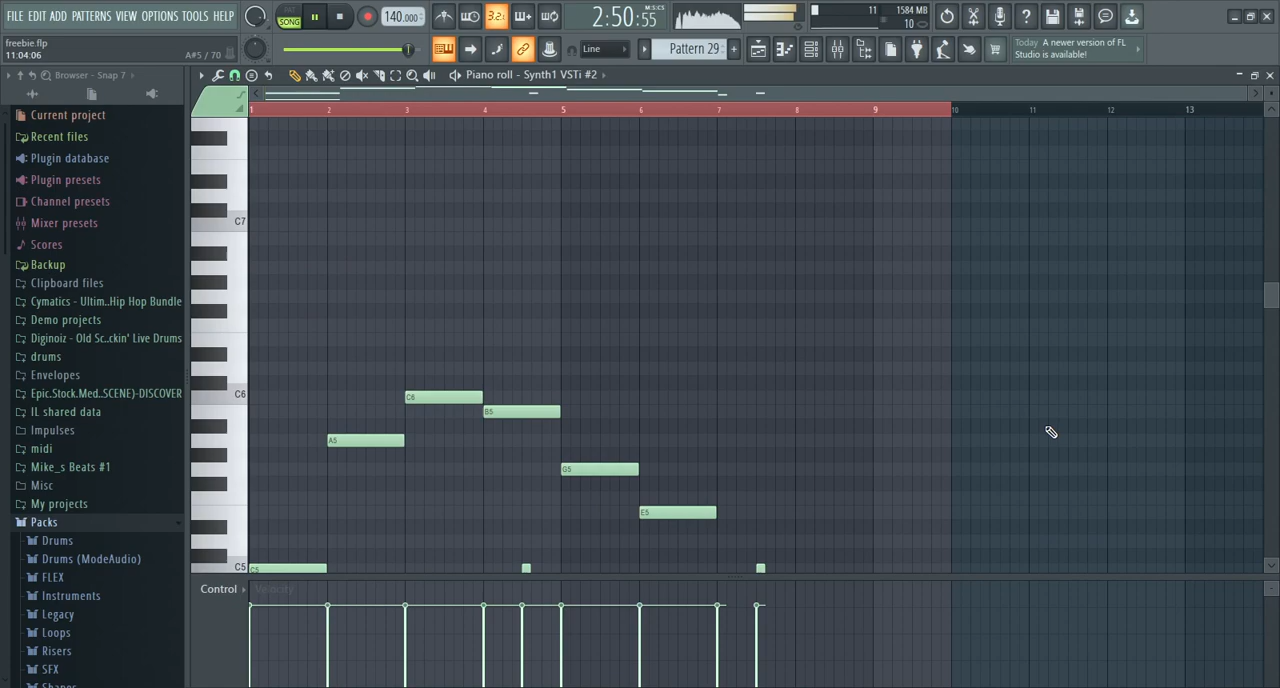 FILE EDIT ADD PATTERNS VIEW OPTIONS TOOLS HELP
SONG
140.000
3.2
2:50:55
M:S:CS
11
1584 MB
10
freebie.flp
11:04:06
A#5 / 70
Line
Pattern 29
Today A newer version of FL
Studio is available!
Browser - Snap 7
Piano roll - Synth1 VSTi #2
Current project
Recent files
Plugin database
Plugin presets
Channel presets
Mixer presets
Scores
Backup
Clipboard files
Cymatics - Ultim..Hip Hop Bundle
Demo projects
Diginoiz - Old Sc..ckin' Live Drums
drums
Envelopes
Epic.Stock.Med..SCENE)-DISCOVER
IL shared data
Impulses
midi
Mike_s Beats #1
Misc
My projects
Packs
Drums
Drums (ModeAudio)
FLEX
Instruments
Legacy
Loops
Risers
SFX
Shapes
1 2 3 4 5 6 7 8 9 10 11 12 13
C7
C6
C5
C6
B5
A5
G5
E5
C5
Control
Velocity